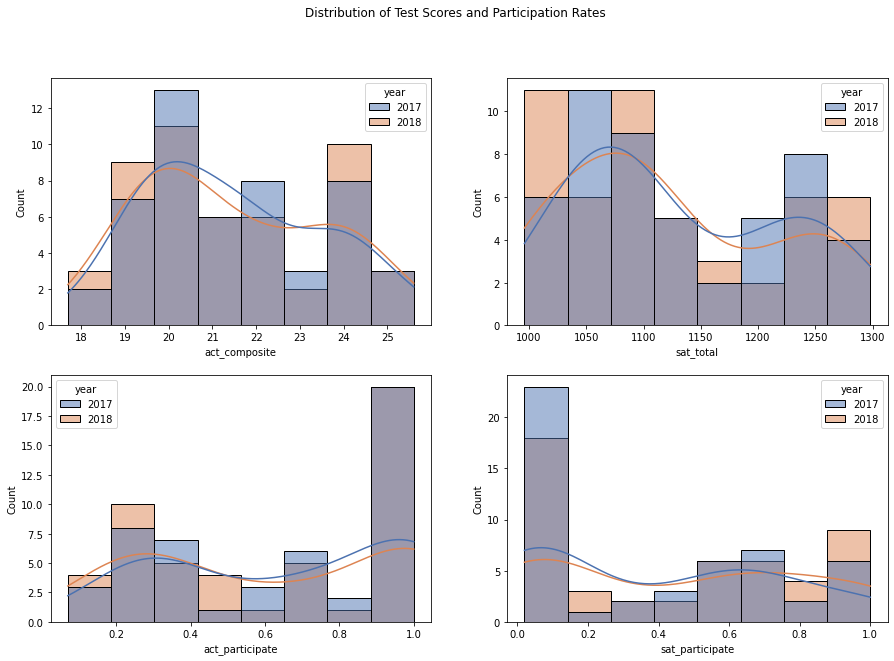 Distribution of Test Scores and Participation Rates
12
10
8
6
4
2
0
Count
18 19 20 21 22 23 24 25
act_composite
year
2017
2018
10
8
6
4
2
0
Count
1000 1050 1100 1150 1200 1250 1300
sat_total
year
2017
2018
20.0
17.5
15.0
12.5
10.0
7.5
5.0
2.5
0.0
Count
0.2 0.4 0.6 0.8 1.0
act_participate
year
2017
2018
20
15
10
5
0
Count
0.0 0.2 0.4 0.6 0.8 1.0
sat_participate
year
2017
2018